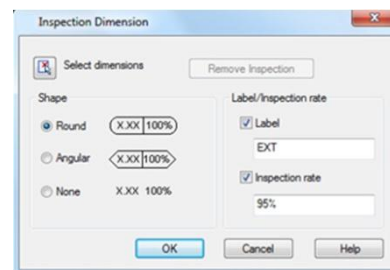 Inspection Dimension
Select dimensions
Remove Inspection
Shape
Round X.XX 100%
Angular X.XX 100%
None X.XX 100%
Label/Inspection rate
Label
EXT
Inspection rate
95%
OK Cancel Help